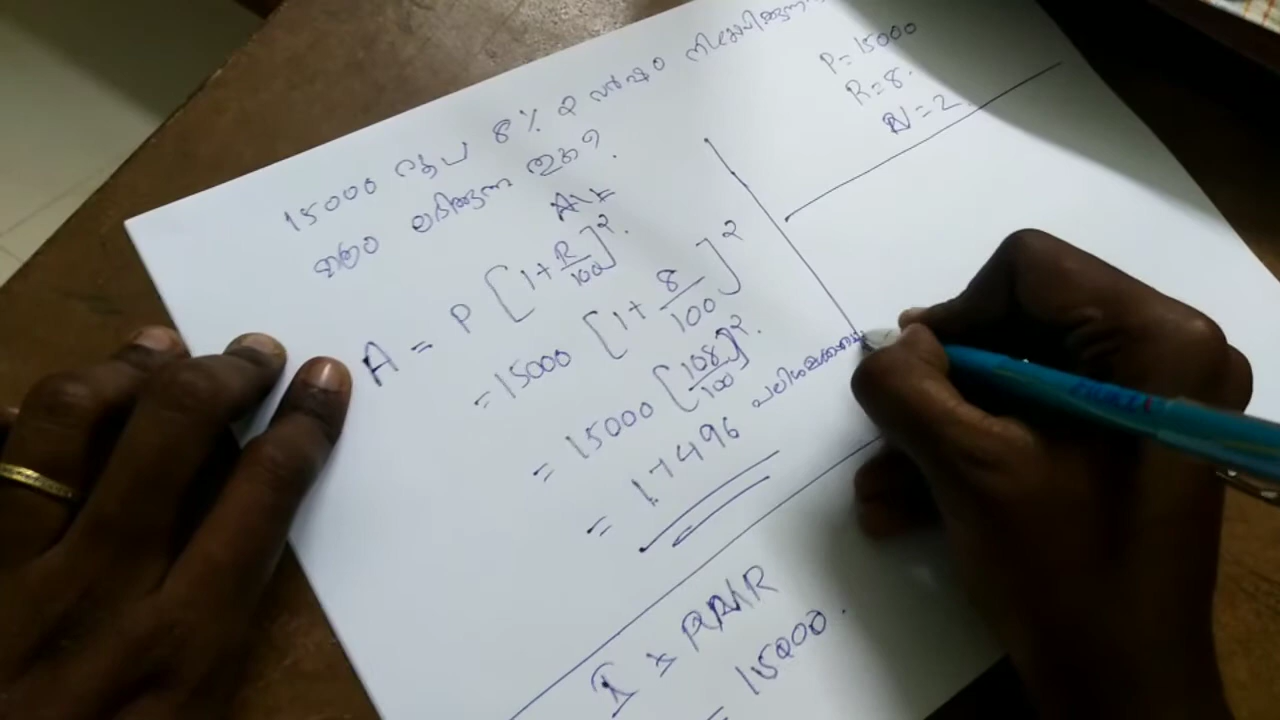 15000 രൂപ 8% 2 വർഷം
ലഭിക്കുന്ന തുക?
P = 15000
R = 8.
N = 2
A = P [1 + R/100]².
= 15000 [1 + 8/100]²
= 15000 [108/100]².
= 17496
I = PNR
= 15000.